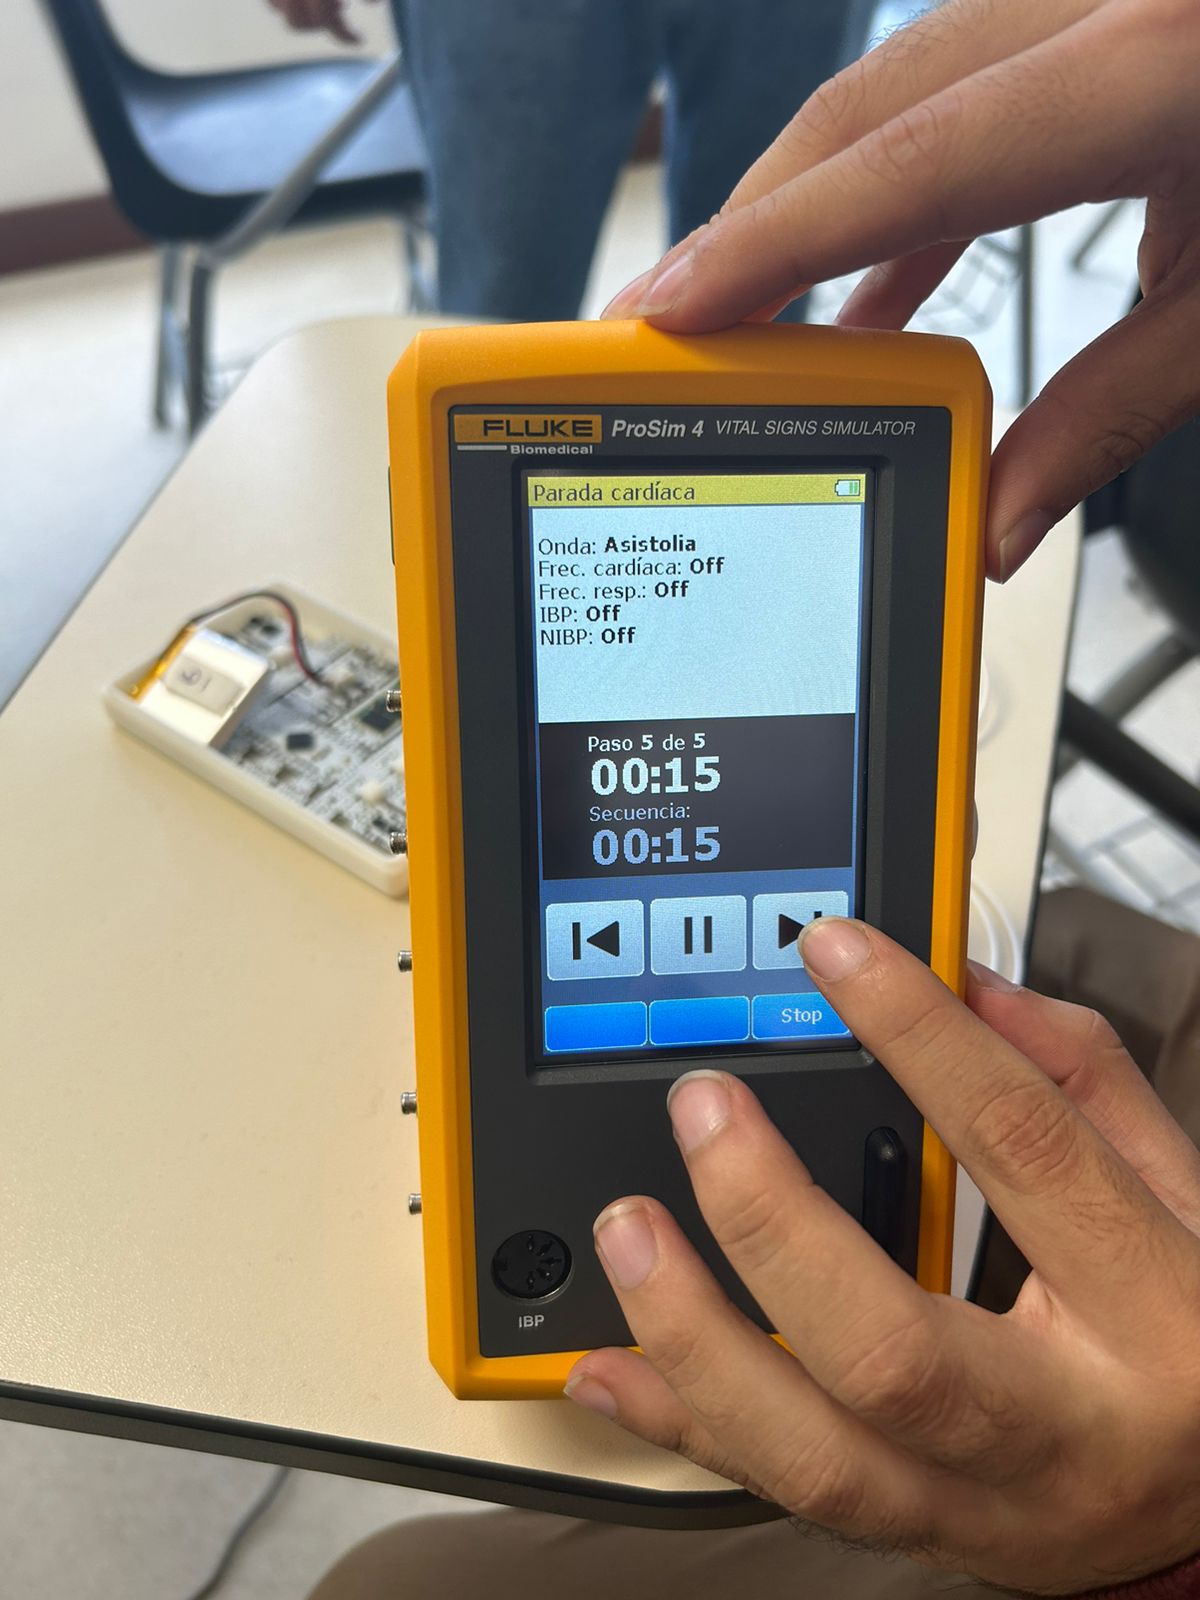 FLUKE ProSim 4 VITAL SIGNS SIMULATOR
Biomedical
Parada cardíaca
Onda: Asistolia
Frec. cardíaca: Off
Frec. resp.: Off
IBP: Off
NIBP: Off
Paso 5 de 5
00:15
Secuencia:
00:15
Stop
IBP